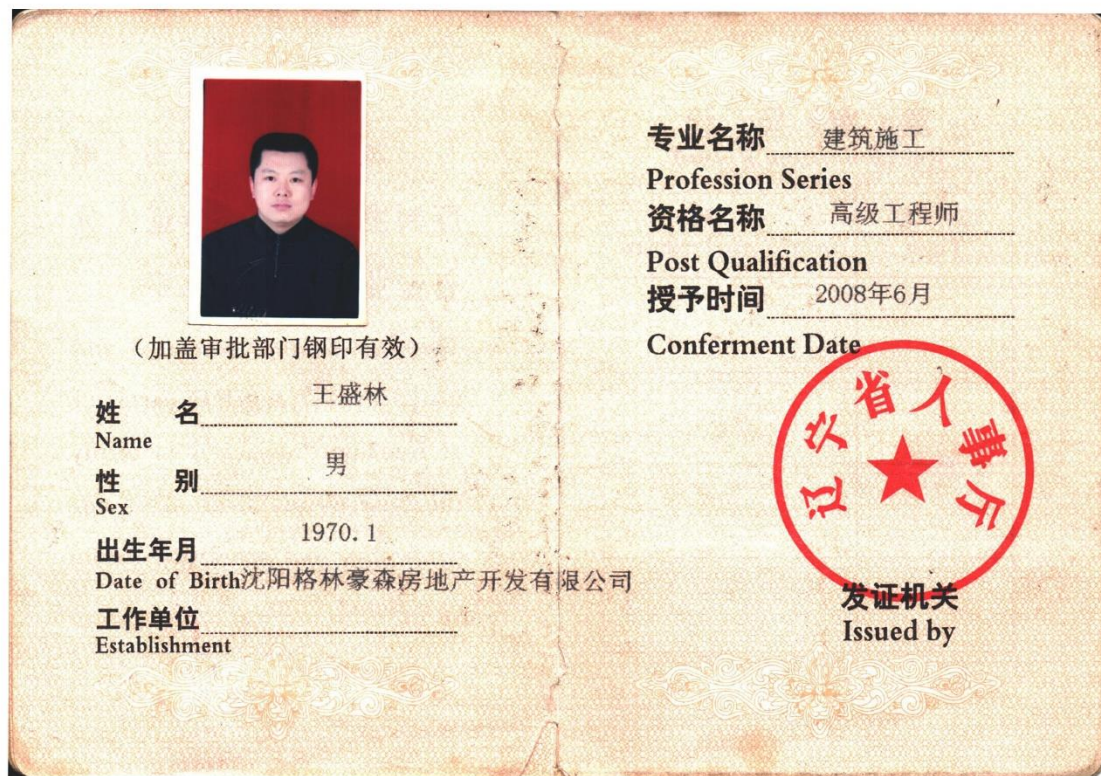 （加盖审批部门钢印有效）
姓 名 王盛林
Name
性 别 男
Sex
出生年月 1970.1
Date of Birth 沈阳格林豪森房地产开发有限公司
工作单位
Establishment
专业名称 建筑施工
Profession Series
资格名称 高级工程师
Post Qualification
授予时间 2008年6月
Conferment Date
辽宁省人事厅
发证机关
Issued by